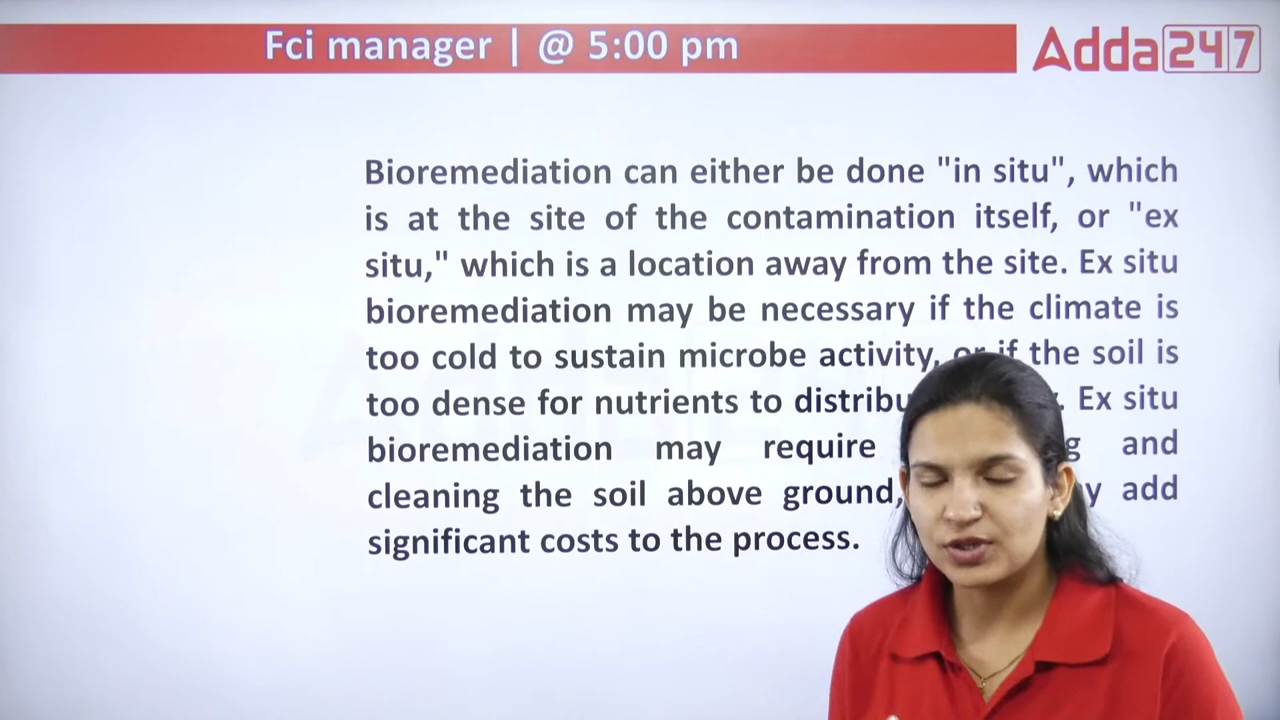 Fci manager | @ 5:00 pm
Adda247
Bioremediation can either be done "in situ", which
is at the site of the contamination itself, or "ex
situ," which is a location away from the site. Ex situ
bioremediation may be necessary if the climate is
too cold to sustain microbe activity, or if the soil is
too dense for nutrients to Ex situ
bioremediation may require and
cleaning the soil above ground, add
significant costs to the process.